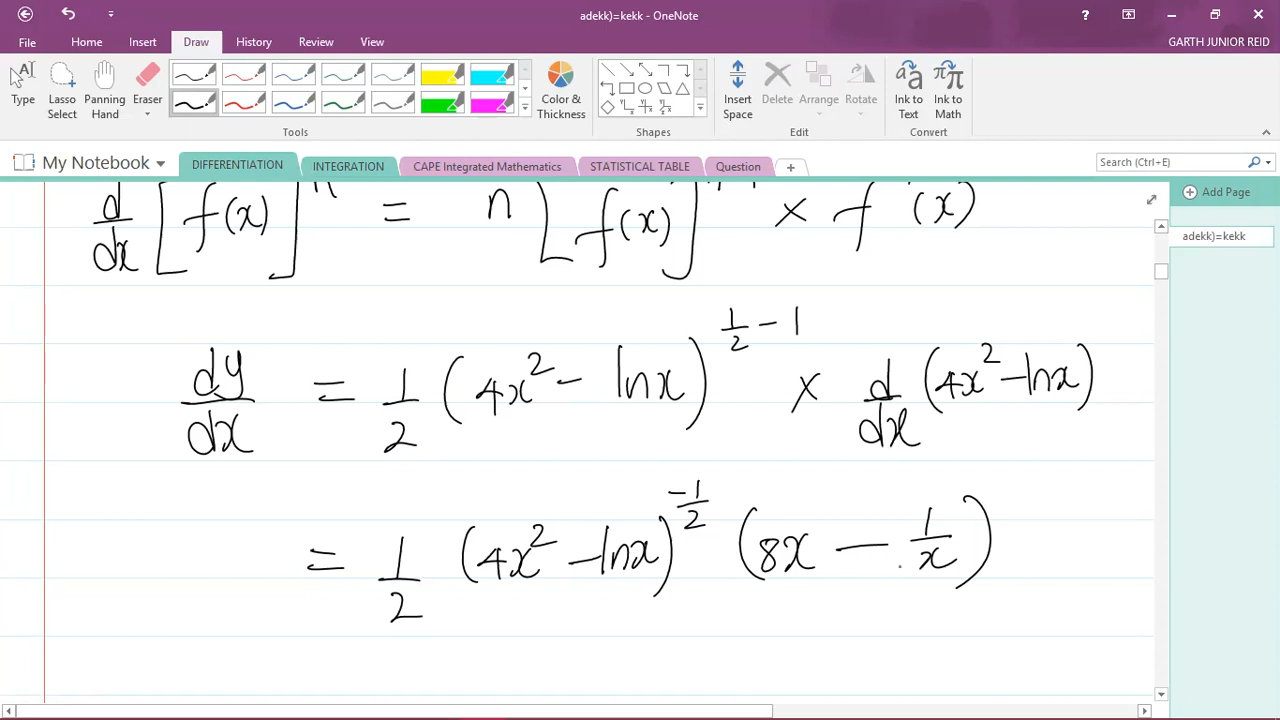 adekk)=kekk - OneNote
?
File
Home
Insert
Draw
History
Review
View
GARTH JUNIOR REID
Type
Lasso Select
Panning Hand
Eraser
Color & Thickness
Insert Space
Delete
Arrange
Rotate
Ink to Text
Ink to Math
Tools
Shapes
Edit
Convert
My Notebook
DIFFERENTIATION
INTEGRATION
CAPE Integrated Mathematics
STATISTICAL TABLE
Question
Search (Ctrl+E)
Add Page
adekk)=kekk
d/dx [f(x)]^n = n [f(x)] × f'(x)
dy/dx = 1/2 (4x² - lnx)^(1/2 - 1) × d/dx (4x² - lnx)
= 1/2 (4x² - lnx)^(-1/2) (8x - 1/x)